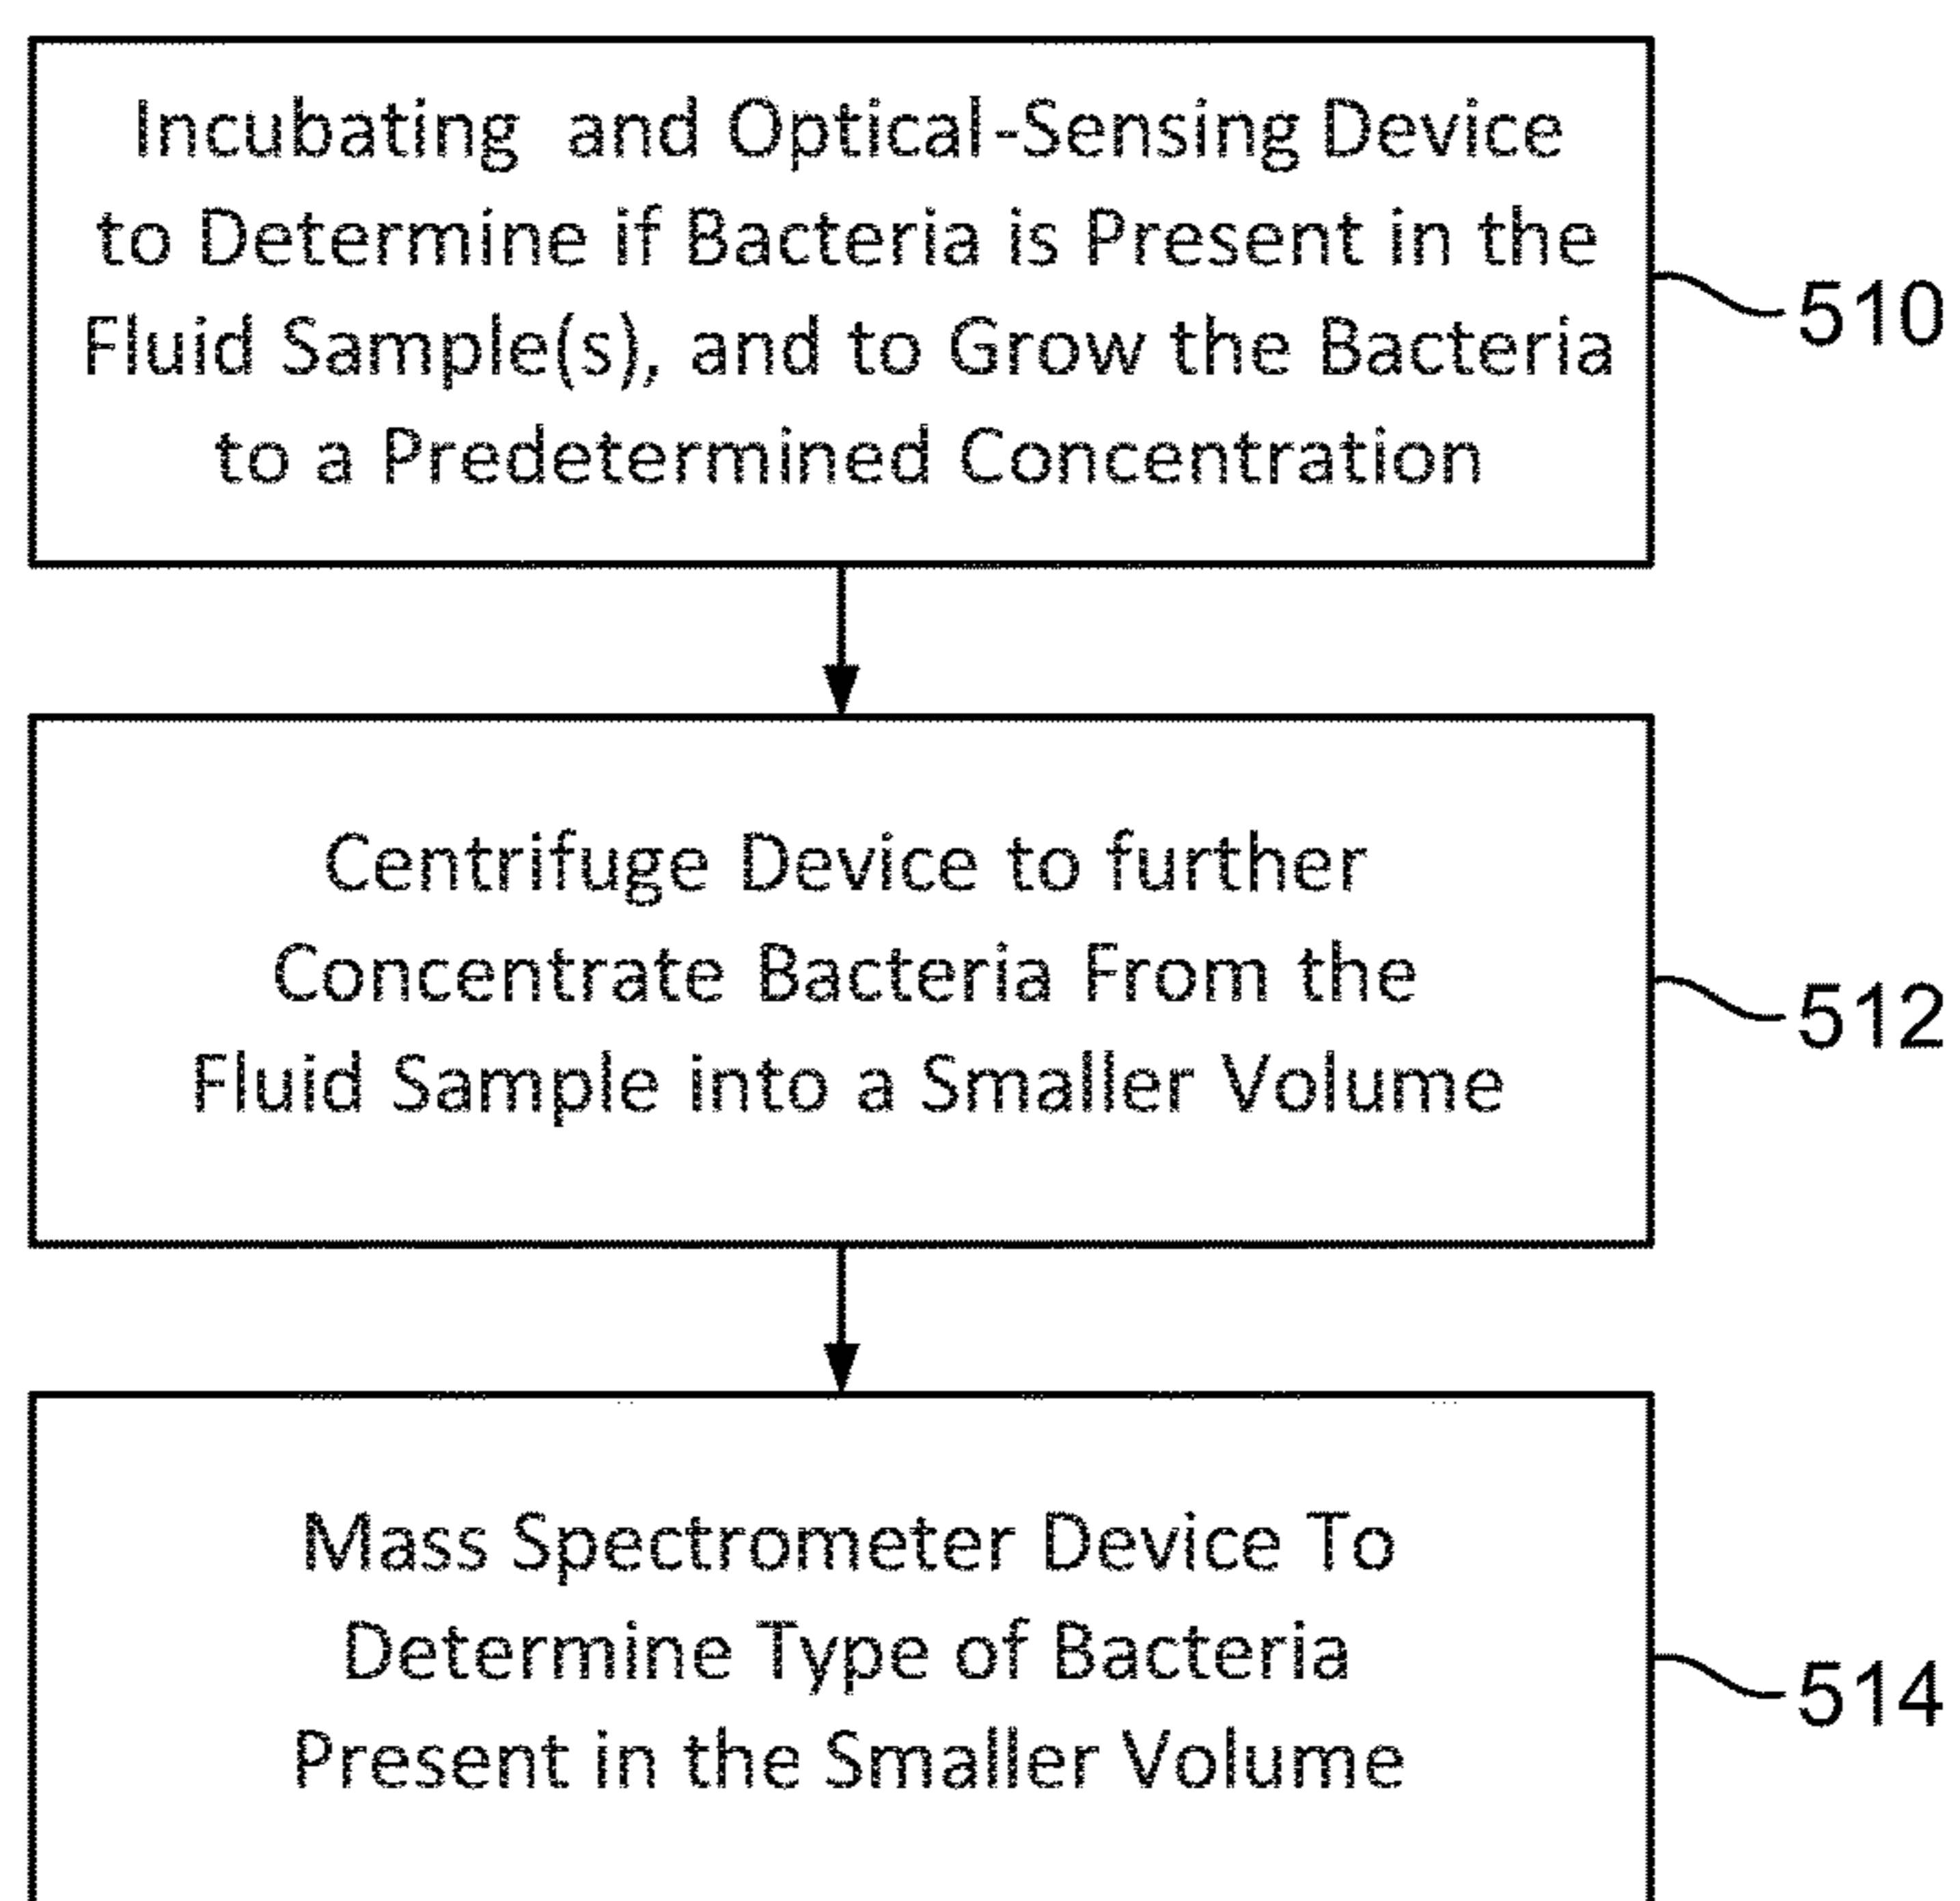 Incubating and Optical-Sensing Device
to Determine if Bacteria is Present in the
Fluid Sample(s), and to Grow the Bacteria
to a Predetermined Concentration
510
Centrifuge Device to further
Concentrate Bacteria From the
Fluid Sample into a Smaller Volume
512
Mass Spectrometer Device To
Determine Type of Bacteria
Present in the Smaller Volume
514